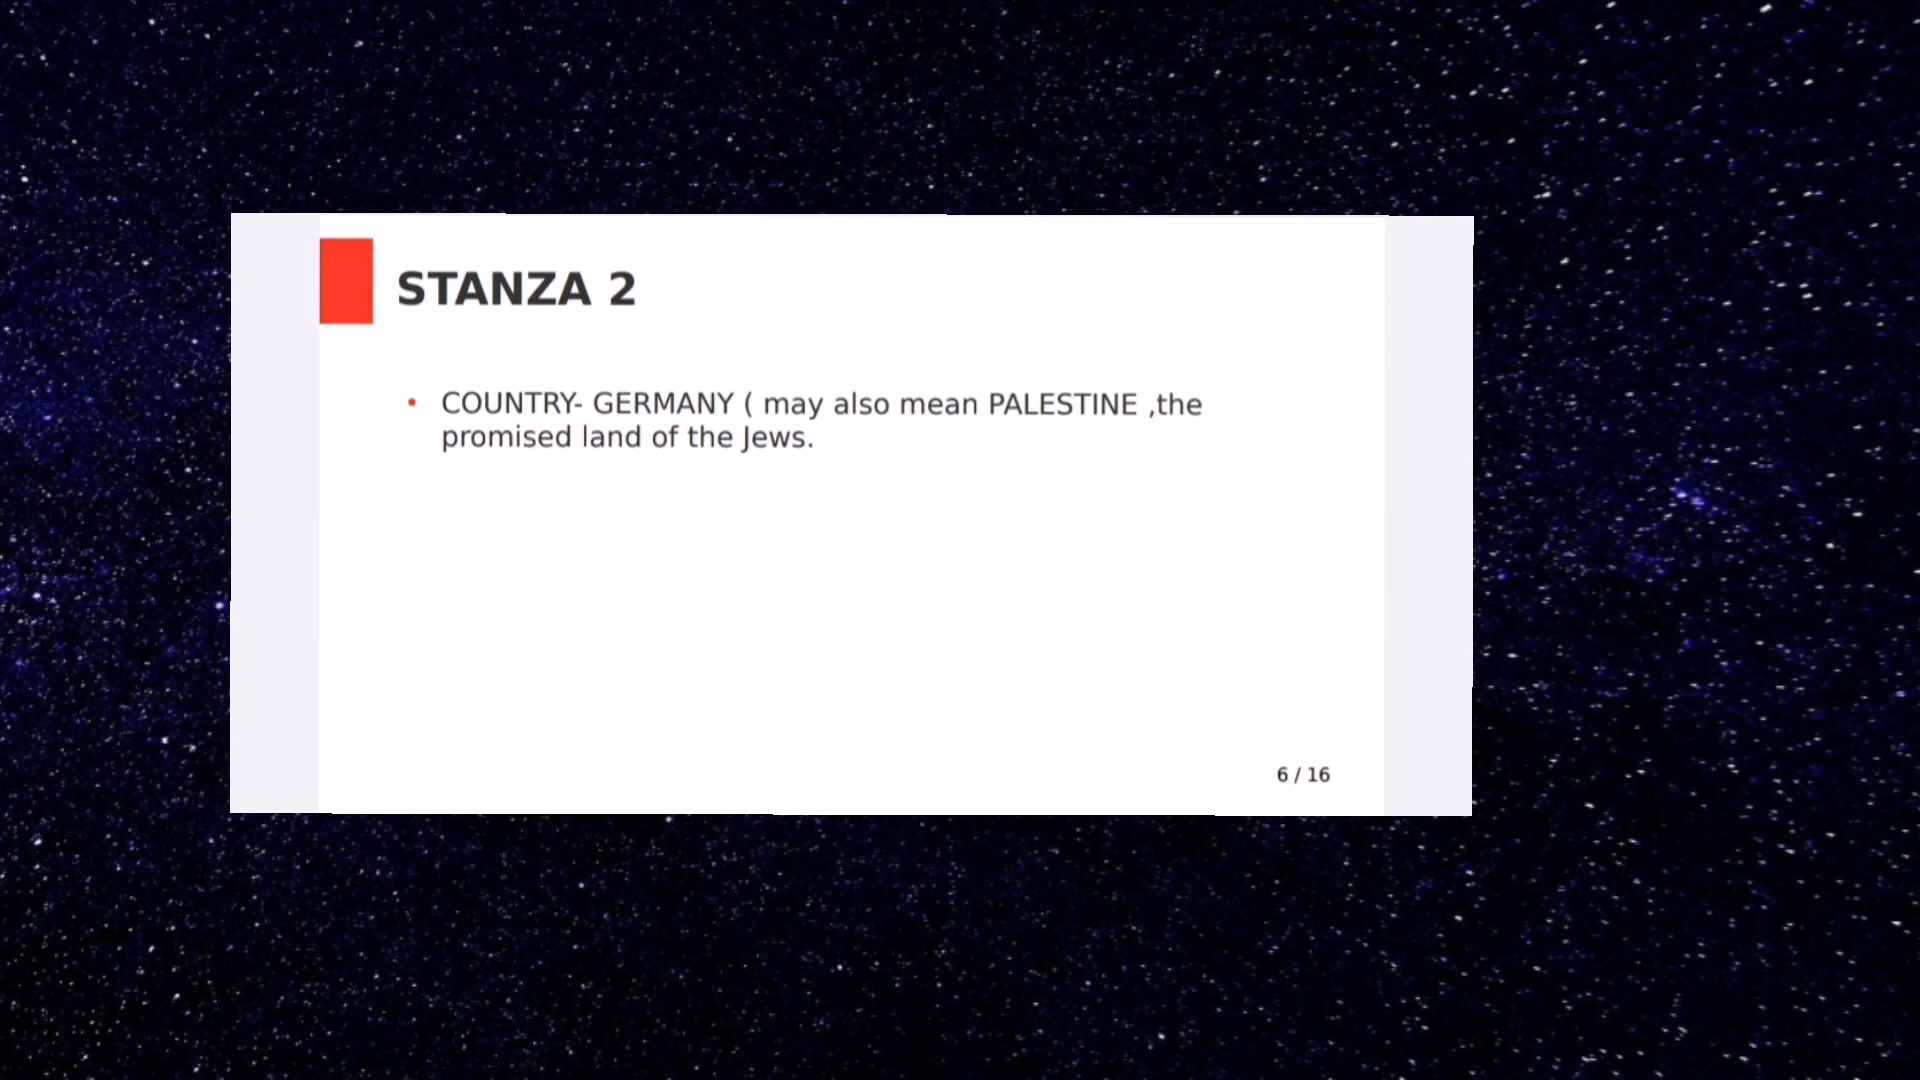 STANZA 2
• COUNTRY- GERMANY ( may also mean PALESTINE ,the
promised land of the Jews.
6 / 16